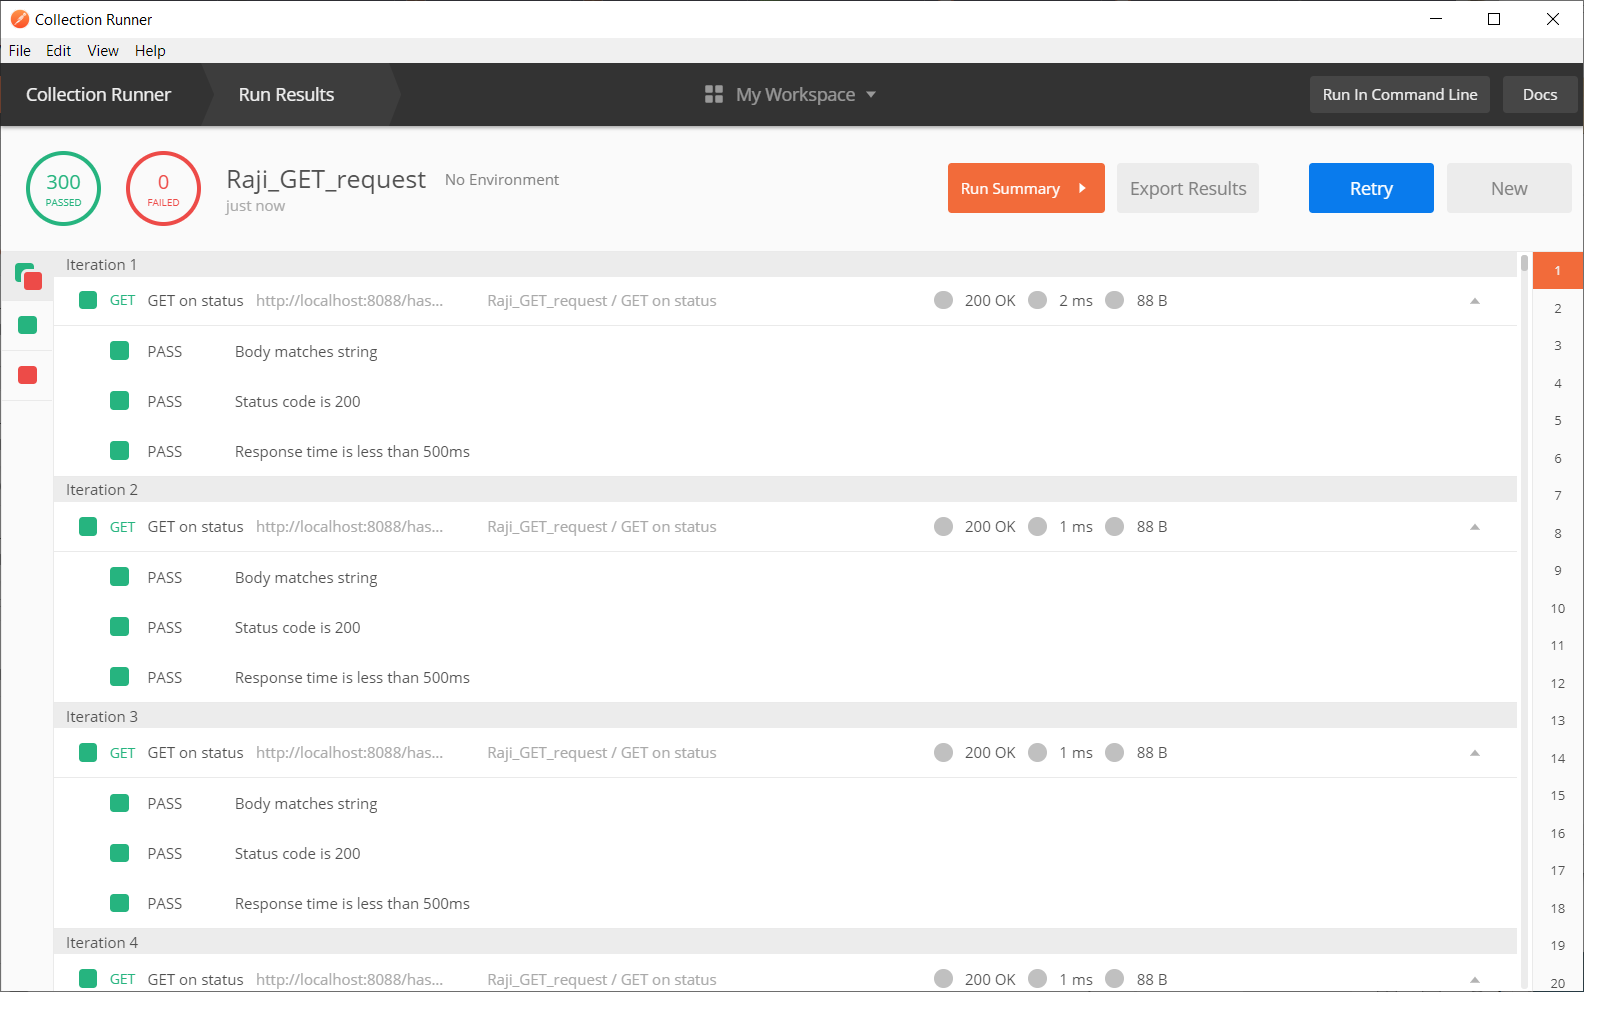 Collection Runner
File Edit View Help
Collection Runner Run Results My Workspace Run In Command Line Docs
300 PASSED
0 FAILED
Raji_GET_request No Environment
just now
Run Summary Export Results Retry New
Iteration 1
GET GET on status http://localhost:8088/has... Raji_GET_request / GET on status 200 OK 2 ms 88 B
PASS Body matches string
PASS Status code is 200
PASS Response time is less than 500ms
Iteration 2
GET GET on status http://localhost:8088/has... Raji_GET_request / GET on status 200 OK 1 ms 88 B
PASS Body matches string
PASS Status code is 200
PASS Response time is less than 500ms
Iteration 3
GET GET on status http://localhost:8088/has... Raji_GET_request / GET on status 200 OK 1 ms 88 B
PASS Body matches string
PASS Status code is 200
PASS Response time is less than 500ms
Iteration 4
GET GET on status http://localhost:8088/has... Raji_GET_request / GET on status 200 OK 1 ms 88 B
1
2
3
4
5
6
7
8
9
10
11
12
13
14
15
16
17
18
19
20